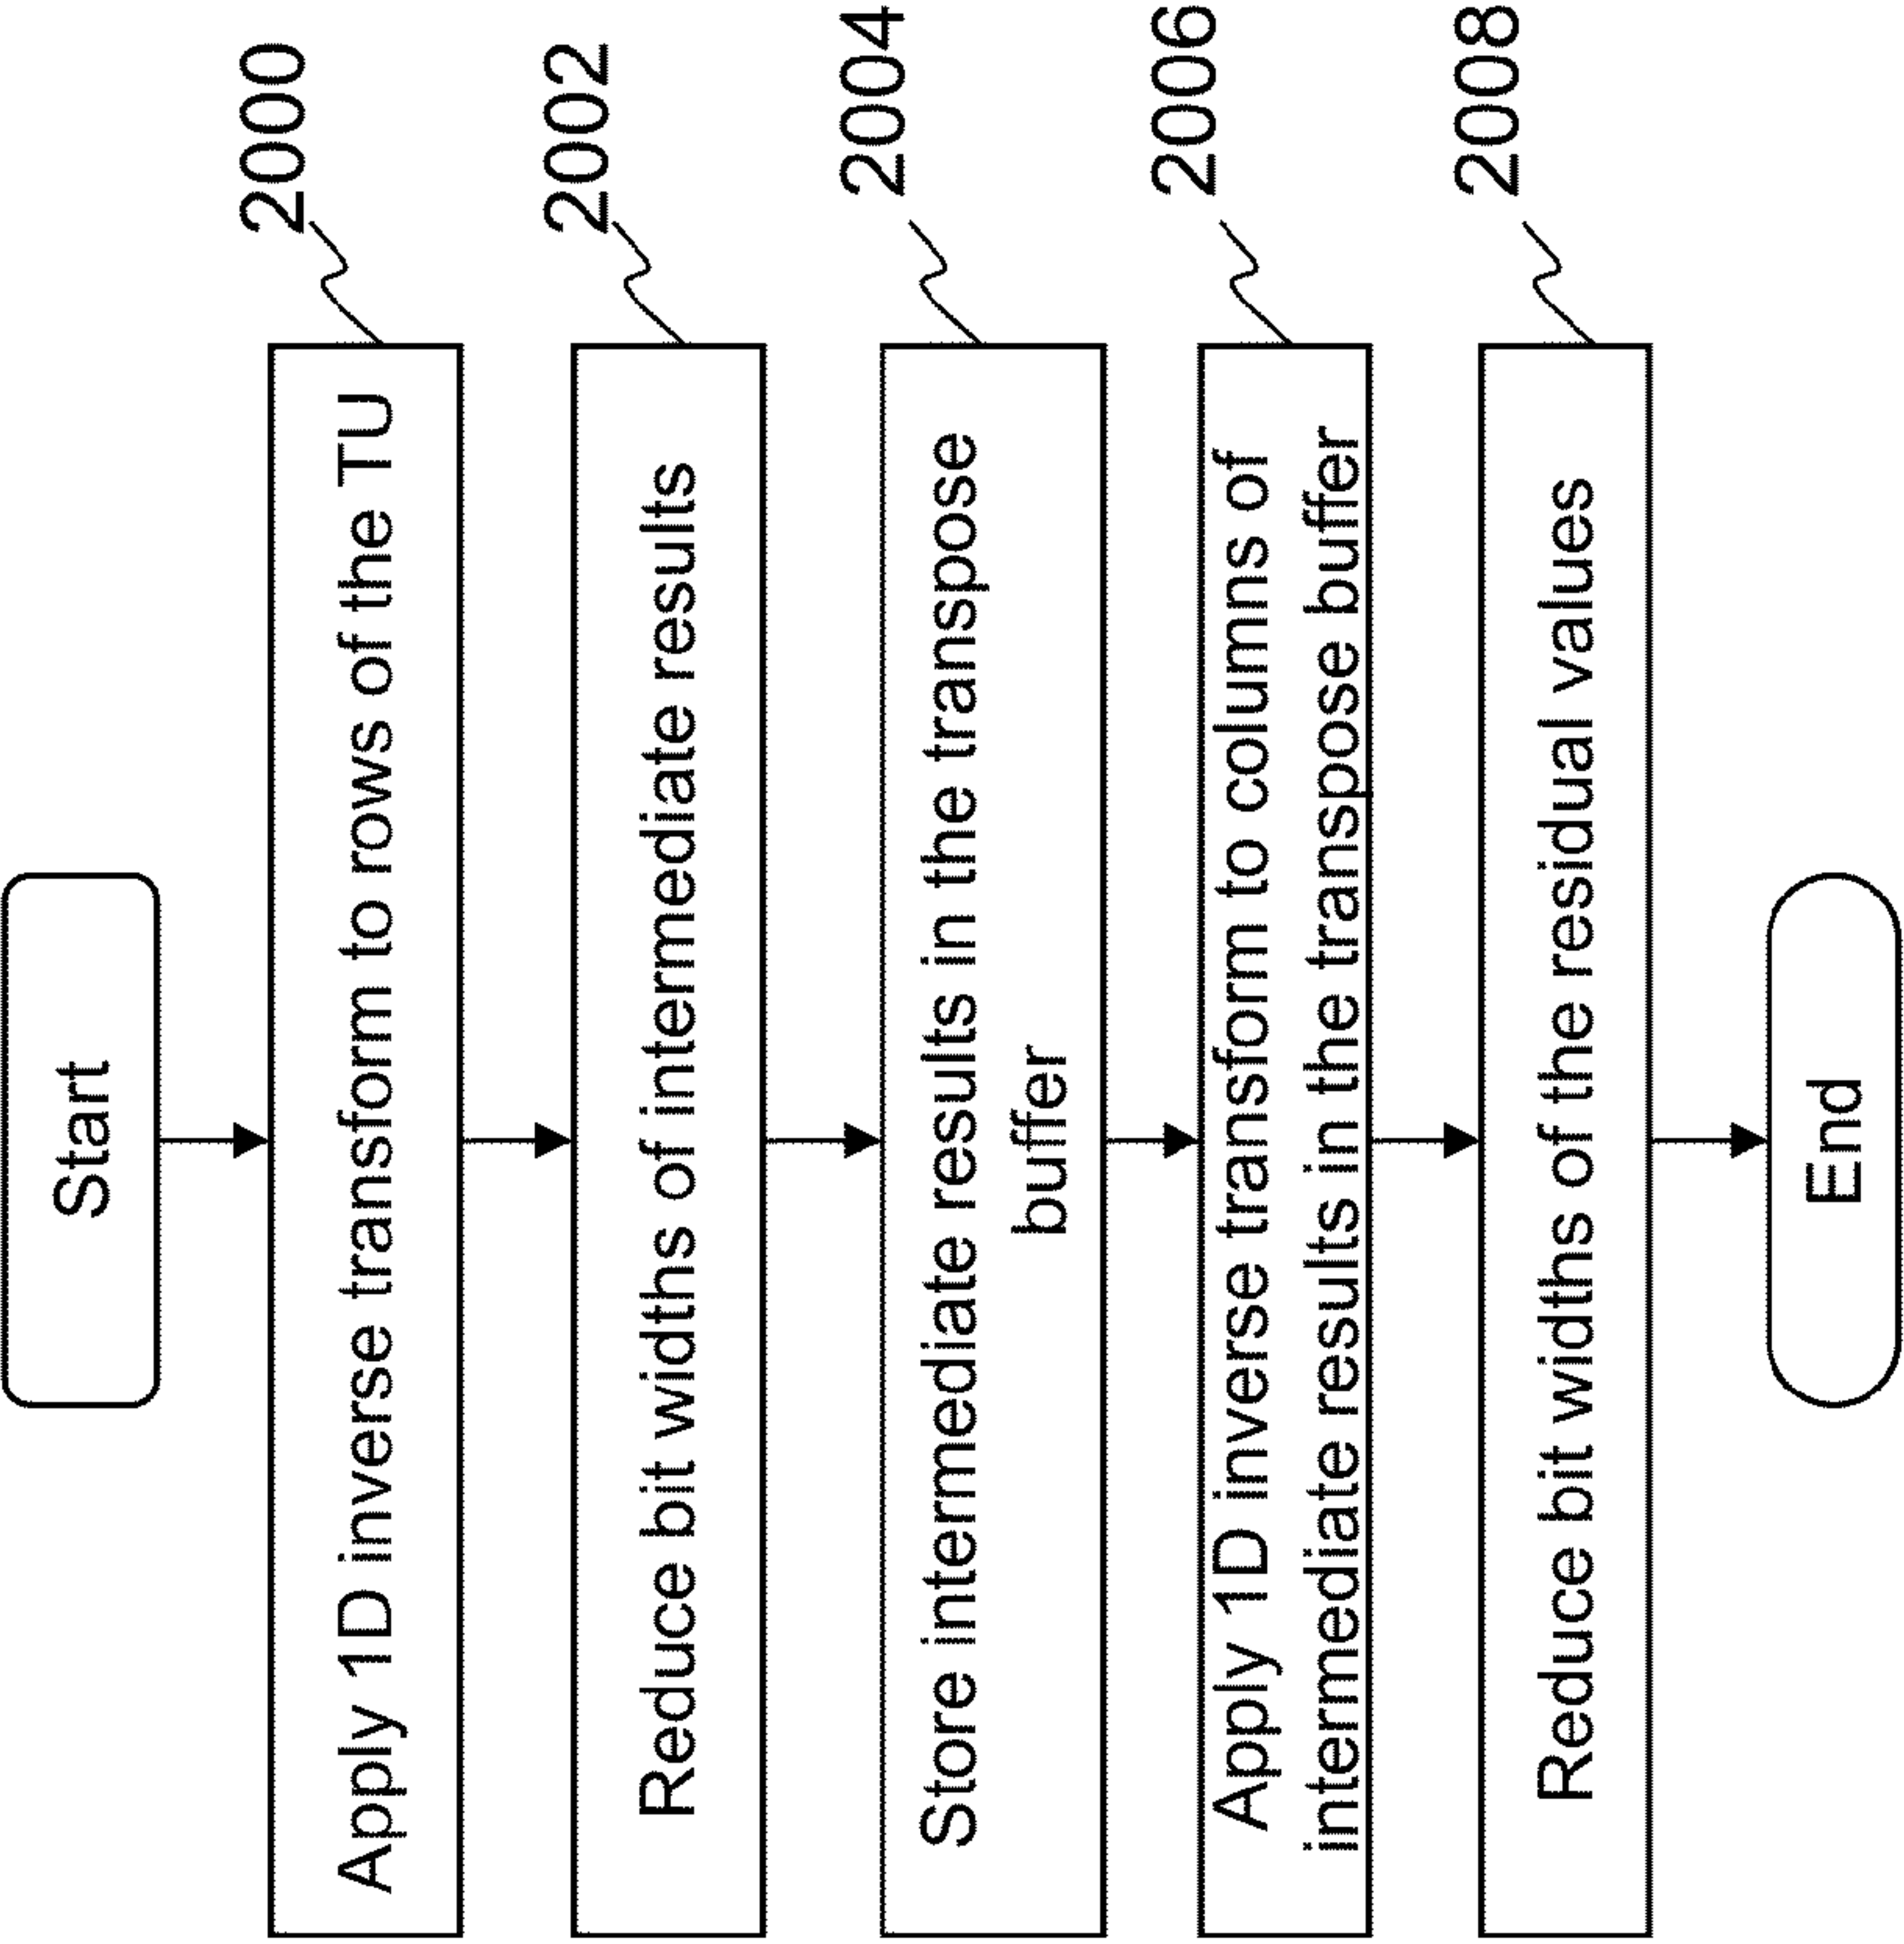 Start
2000
Apply 1D inverse transform to rows of the TU
2002
Reduce bit widths of intermediate results
2004
Store intermediate results in the transpose
buffer
2006
Apply 1D inverse transform to columns of
intermediate results in the transpose buffer
2008
Reduce bit widths of the residual values
End